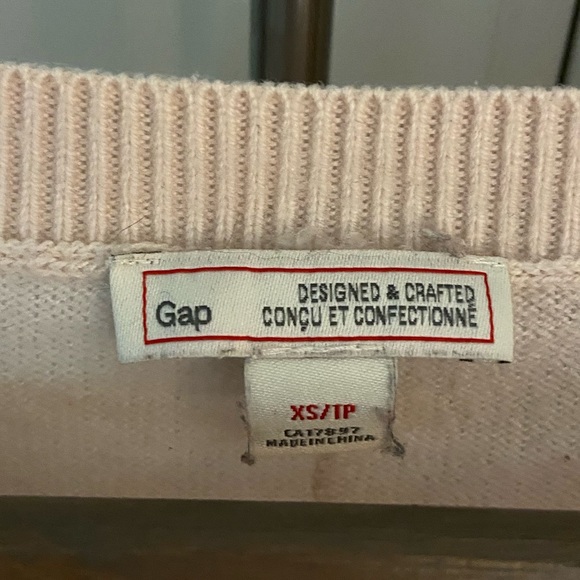 Gap
DESIGNED & CRAFTED
CONÇU ET CONFECTIONNÉ
XS/TP
CA17897
MADE IN CHINA